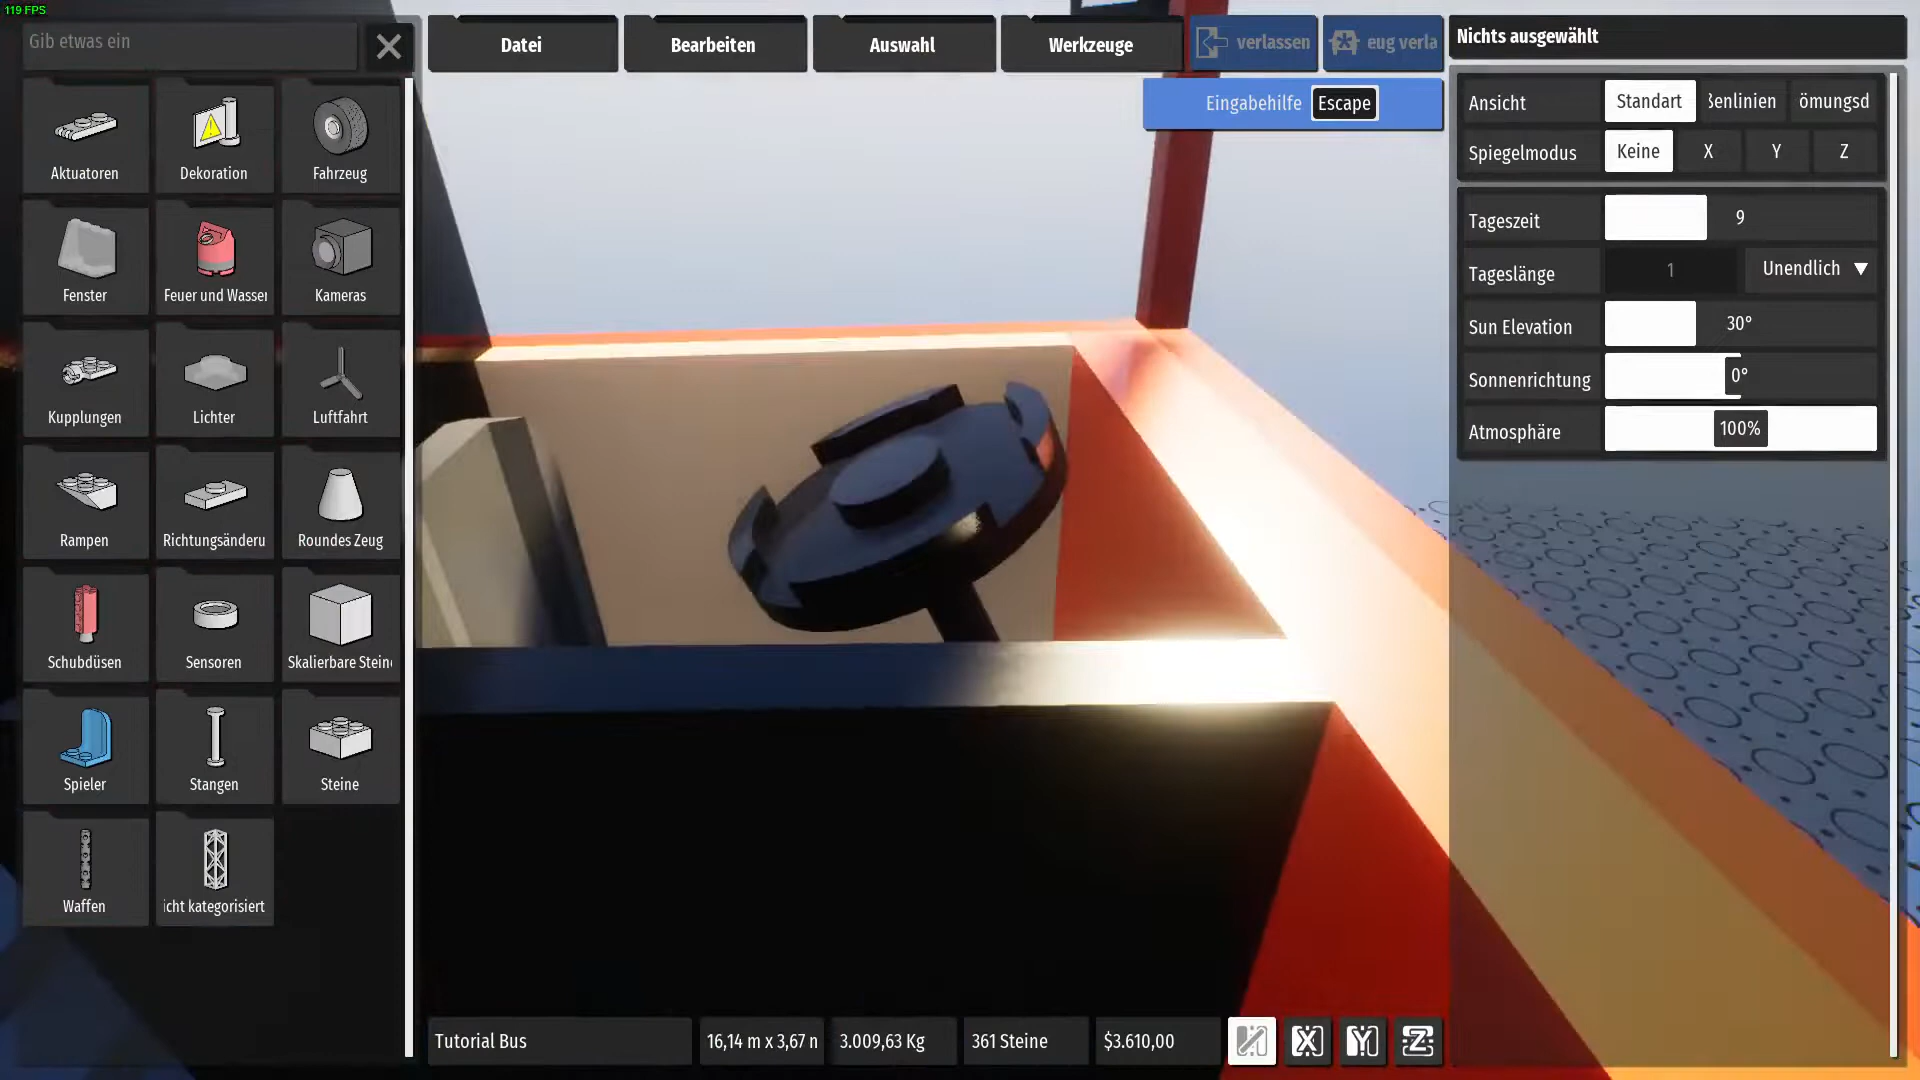 119 FPS
Gib etwas ein
Datei
Bearbeiten
Auswahl
Werkzeuge
verlassen
eug verla
Nichts ausgewählt
Eingabehilfe Escape
Ansicht
Standart
ßenlinien
ömungsd
Spiegelmodus
Keine
X
Y
Z
Tageszeit
9
Tageslänge
1
Unendlich
Sun Elevation
30°
Sonnenrichtung
0°
Atmosphäre
100%
Aktuatoren
Dekoration
Fahrzeug
Fenster
Feuer und Wasser
Kameras
Kupplungen
Lichter
Luftfahrt
Rampen
Richtungsänderu
Roundes Zeug
Schubdüsen
Sensoren
Skalierbare Stein
Spieler
Stangen
Steine
Waffen
icht kategorisiert
Tutorial Bus
16,14 m x 3,67 n
3.009,63 Kg
361 Steine
$3.610,00
X
Y
Z